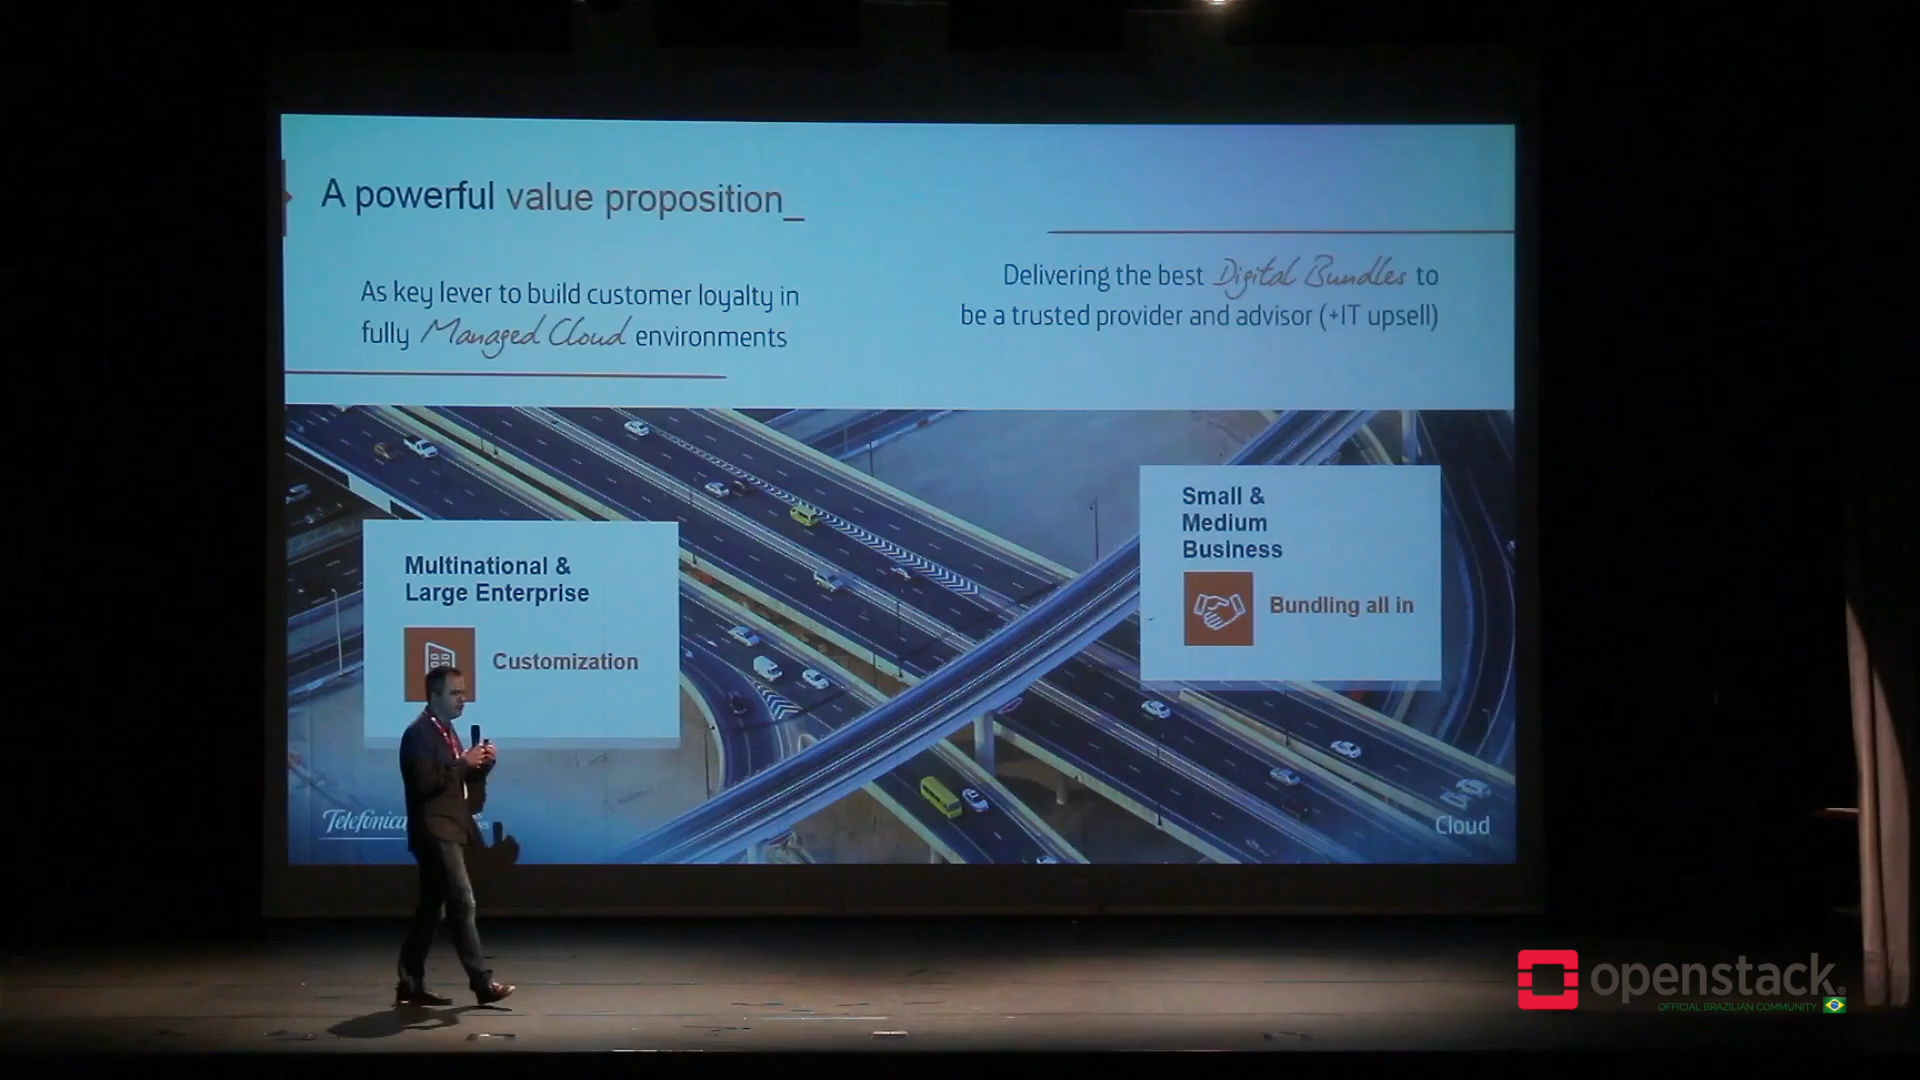 A powerful value proposition_
As key lever to build customer loyalty in
fully Managed Cloud environments
Delivering the best Digital Bundles to
be a trusted provider and advisor (+IT upsell)
Multinational &
Large Enterprise
Customization
Small &
Medium
Business
Bundling all in
Telefónica
Cloud
openstack®
OFFICIAL BRAZILIAN COMMUNITY